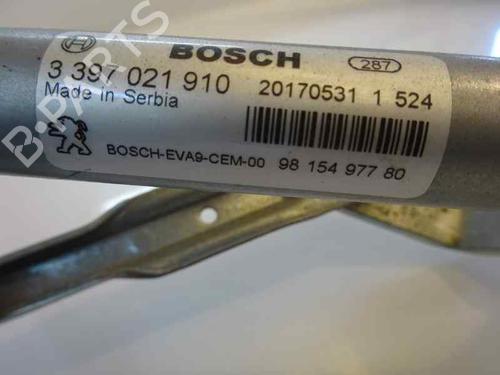 BOSCH 287
3 397 021 910 20170531 1 524
Made in Serbia
BOSCH-EVA9-CEM-00 98 154 977 80
B-PARTS